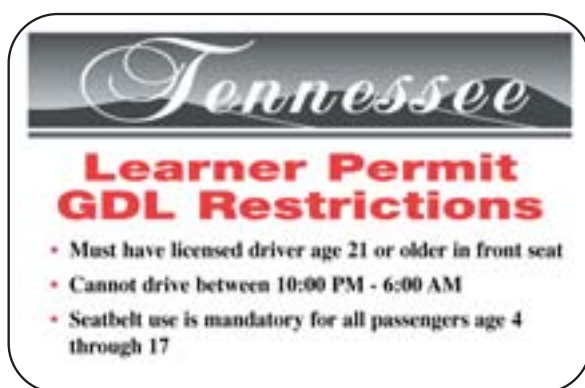 Tennessee
Learner Permit
GDL Restrictions
• Must have licensed driver age 21 or older in front seat
• Cannot drive between 10:00 PM - 6:00 AM
• Seatbelt use is mandatory for all passengers age 4
through 17